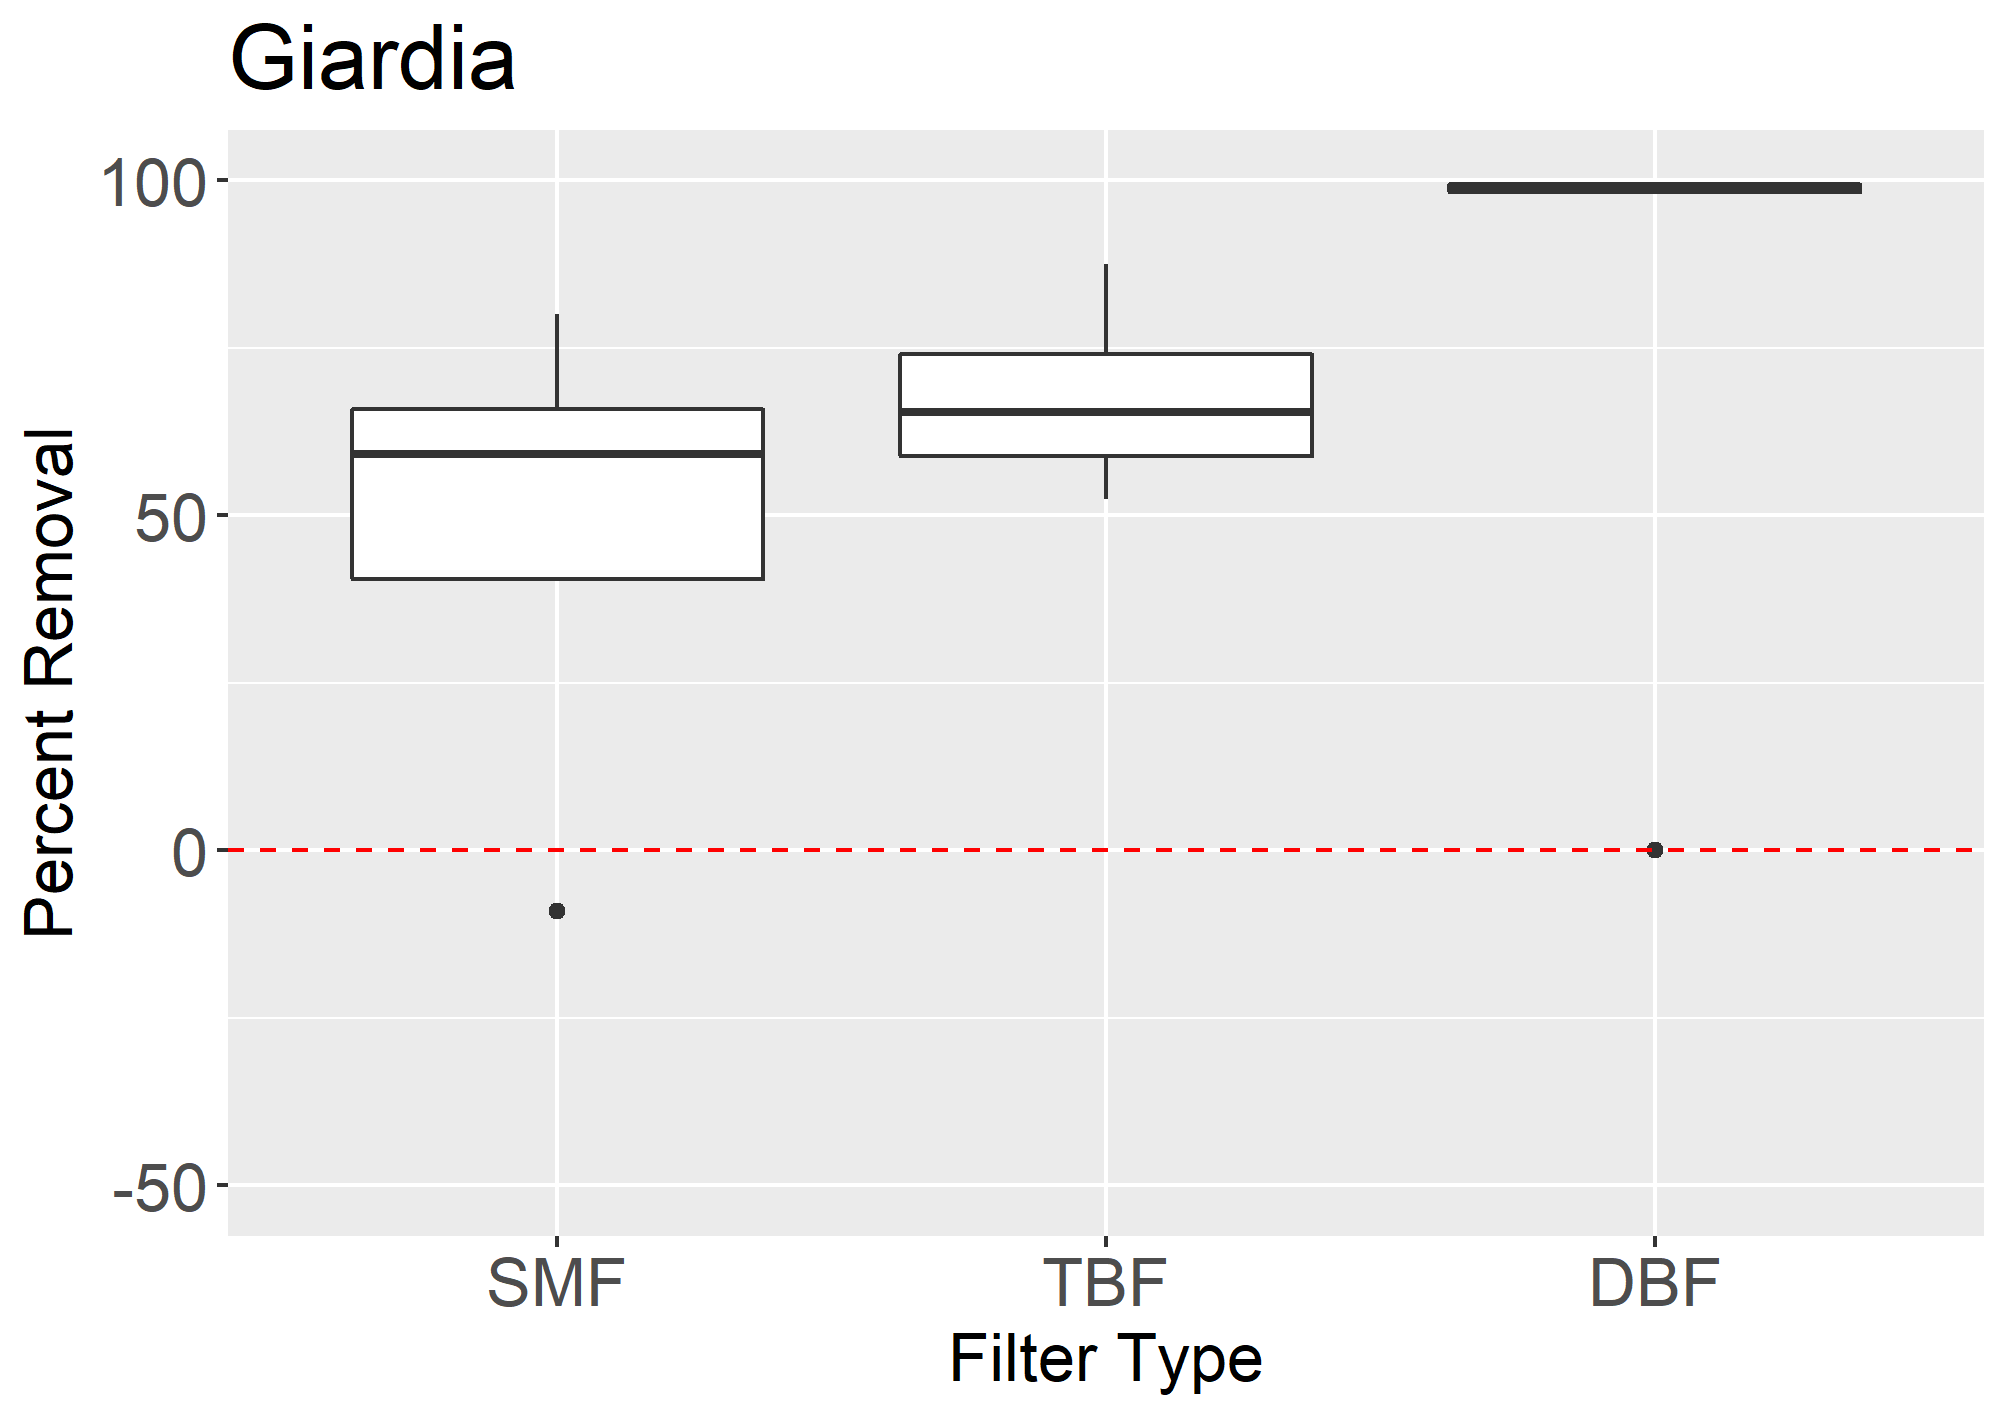 Giardia
Percent Removal
100
50
0
-50
SMF TBF DBF
Filter Type